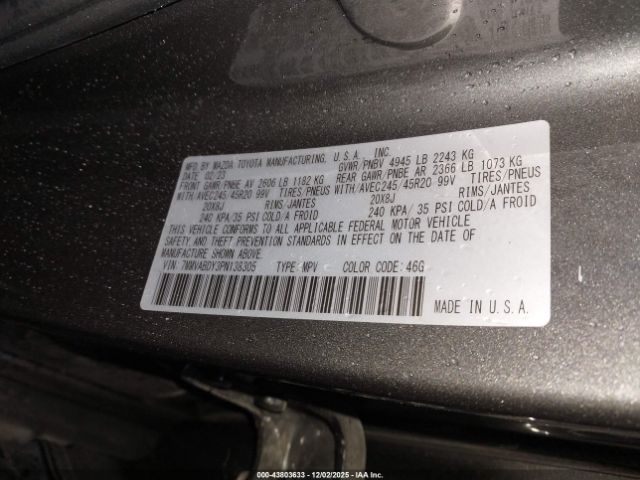 MFD. BY MAZDA TOYOTA MANUFACTURING, U.S.A., INC.
DATE 02/23 GVWR/PNBV 4945 LB 2243 KG
FRONT GAWR/PNBE AV 2606 LB 1182 KG REAR GAWR/PNBE AR 2366 LB 1073 KG
WITH AVEC245/45R20 99V TIRES/PNEUS WITH AVEC245/45R20 99V TIRES/PNEUS
20X8J RIMS/JANTES 20X8J RIMS/JANTES
240 KPA/35 PSI COLD/A FROID 240 KPA/35 PSI COLD/A FROID
THIS VEHICLE CONFORMS TO ALL APPLICABLE FEDERAL MOTOR VEHICLE
SAFETY AND THEFT PREVENTION STANDARDS IN EFFECT ON THE DATE OF
MANUFACTURE SHOWN ABOVE.
VIN: 7MMVABDY3PN138305 TYPE: MPV COLOR CODE: 46G
MADE IN U.S.A.
000-43803633 - 12/02/2025 - IAA Inc.